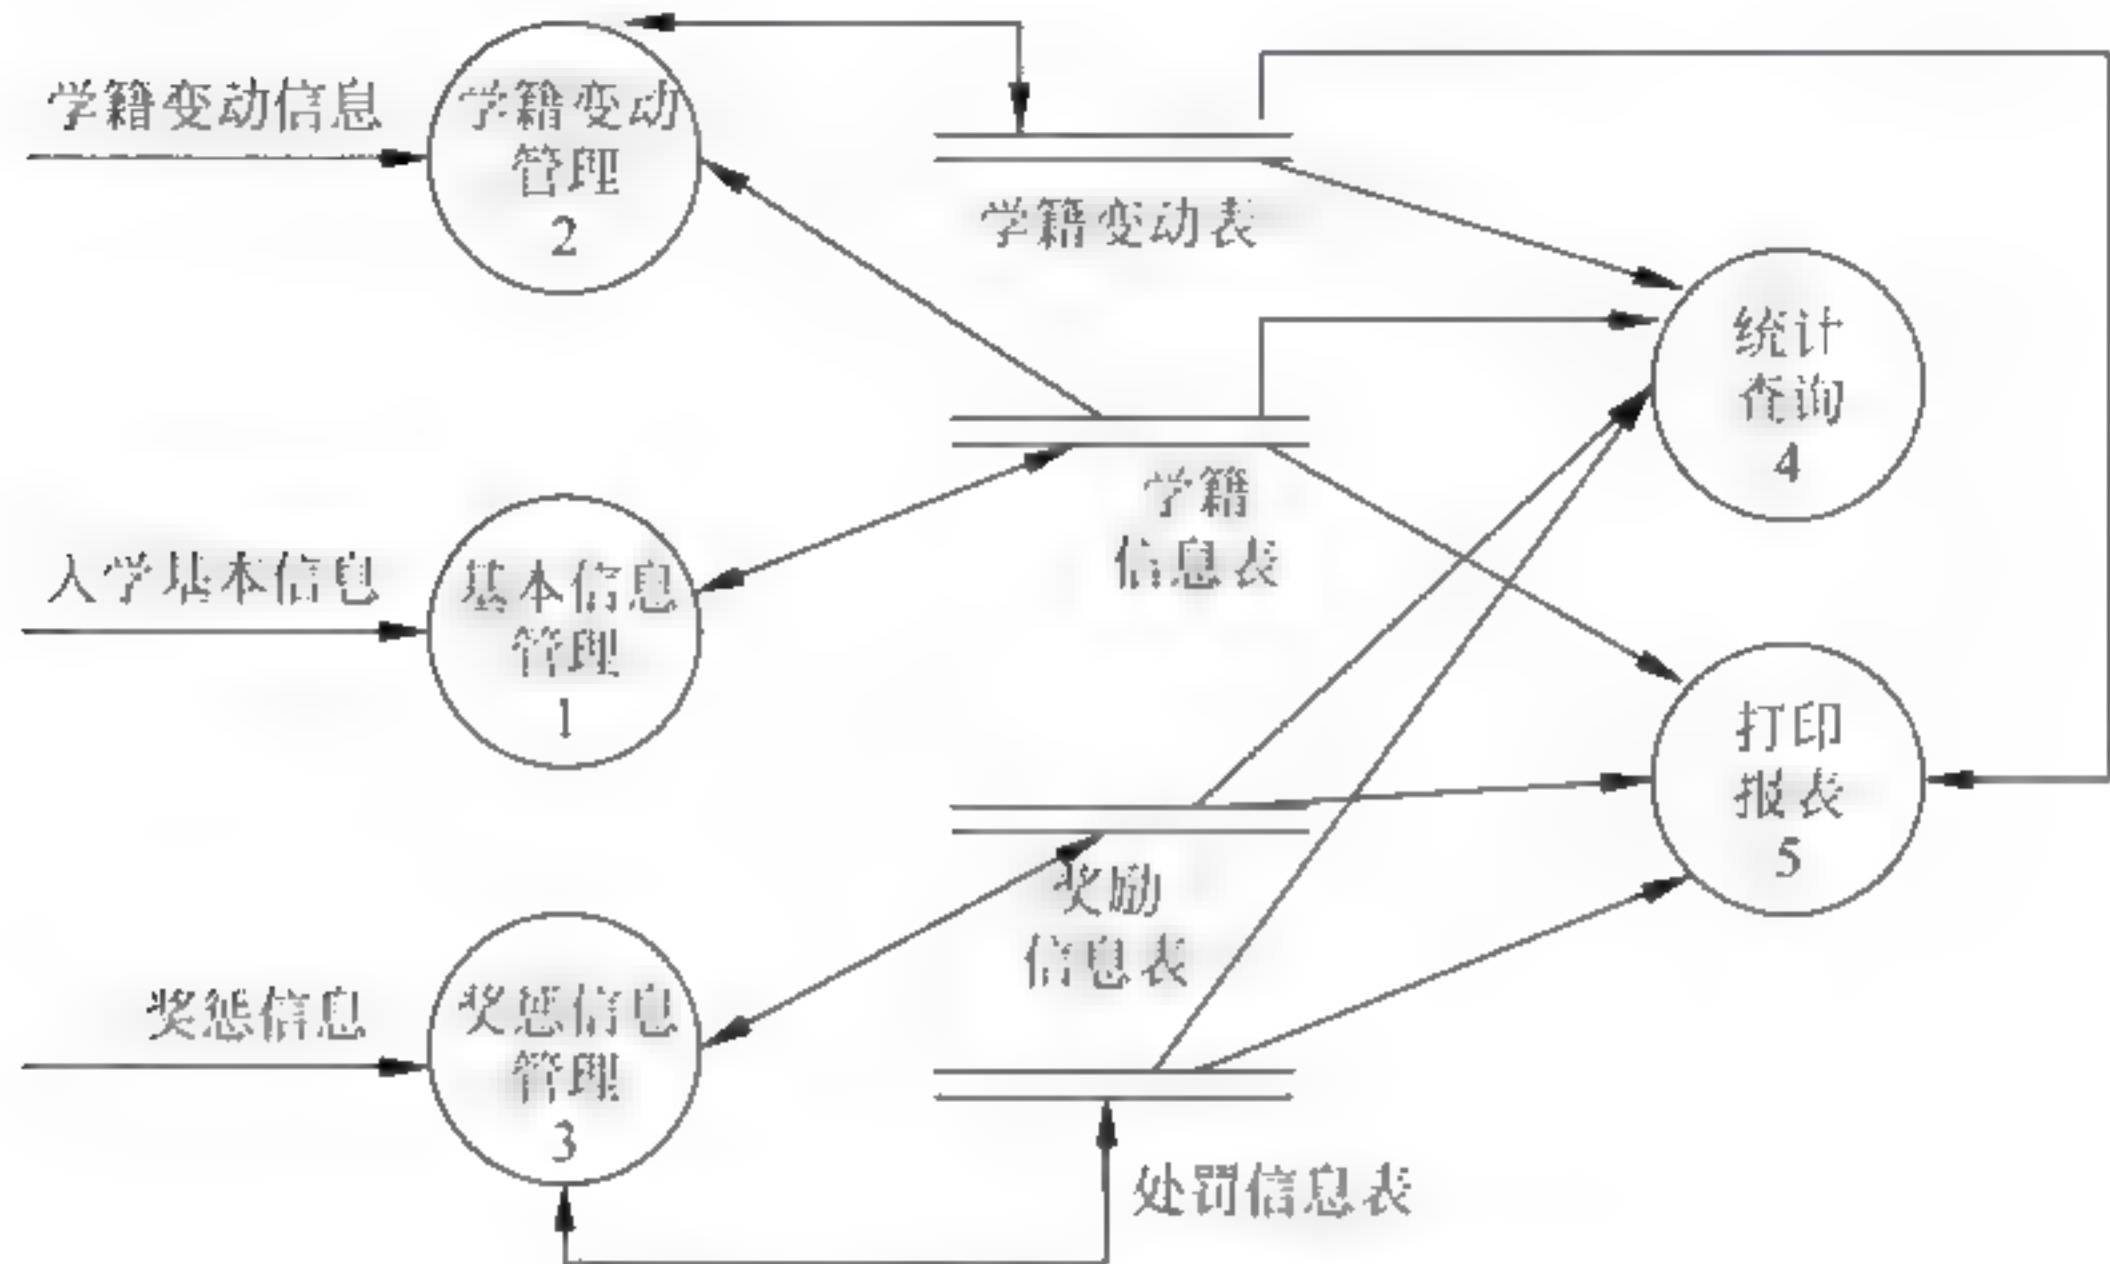 学籍变动信息
学籍变动
管理
2
学籍变动表
统计
查询
4
学籍
信息表
入学基本信息
基本信息
管理
1
打印
报表
5
奖励
信息表
奖惩信息
奖惩信息
管理
3
处罚信息表